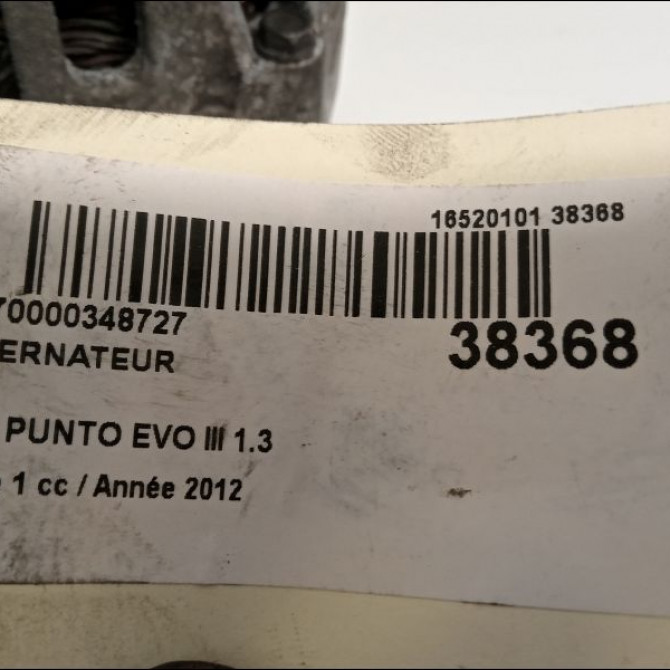 16520101 38368
70000348727
38368
ERNATEUR
PUNTO EVO III 1.3
1 cc / Année 2012